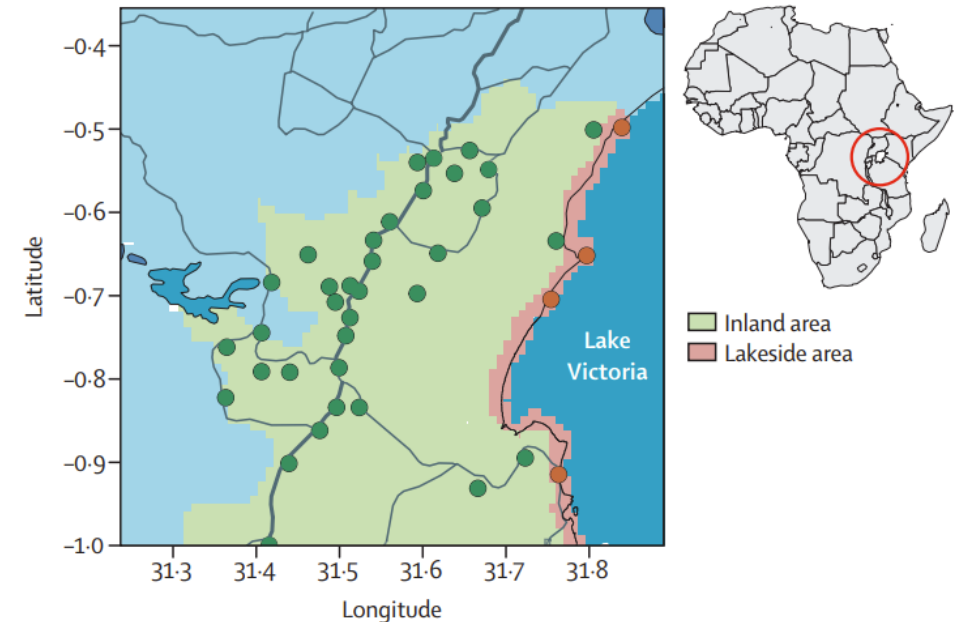 −0·4
−0·5
−0·6
−0·7
−0·8
−0·9
−1·0
Latitude
31·3 31·4 31·5 31·6 31·7 31·8
Longitude
Lake
Victoria
Inland area
Lakeside area